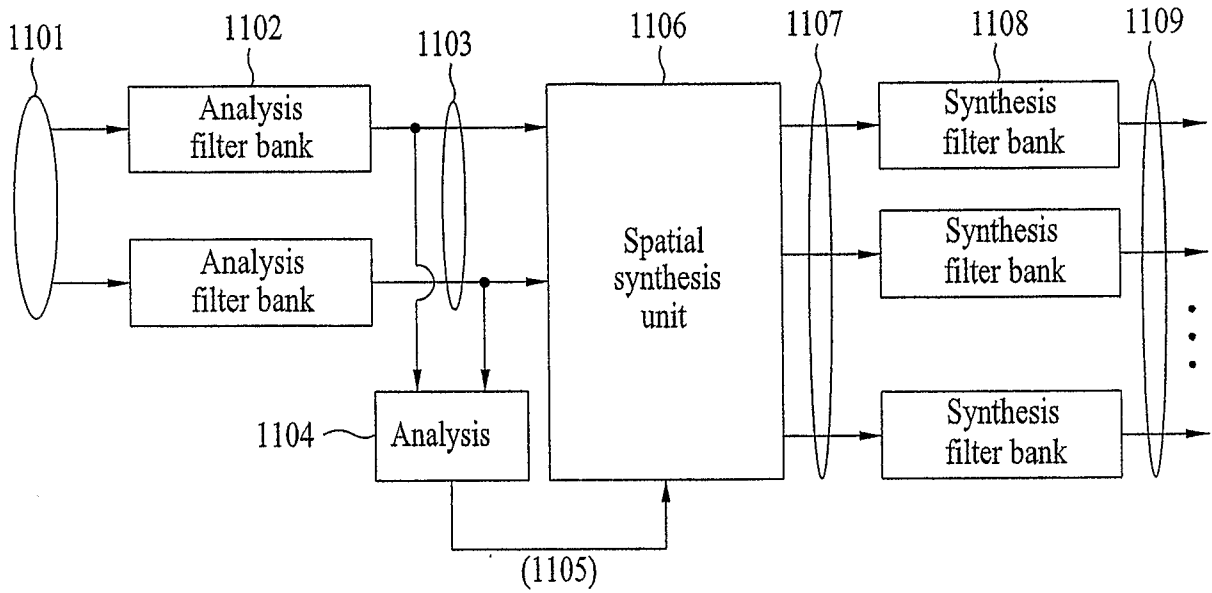 1101
1102
1103
1106
1107
1108
1109
Analysis
filter bank
Synthesis
filter bank
Analysis
filter bank
Spatial
synthesis
unit
Synthesis
filter bank
1104
Analysis
Synthesis
filter bank
(1105)